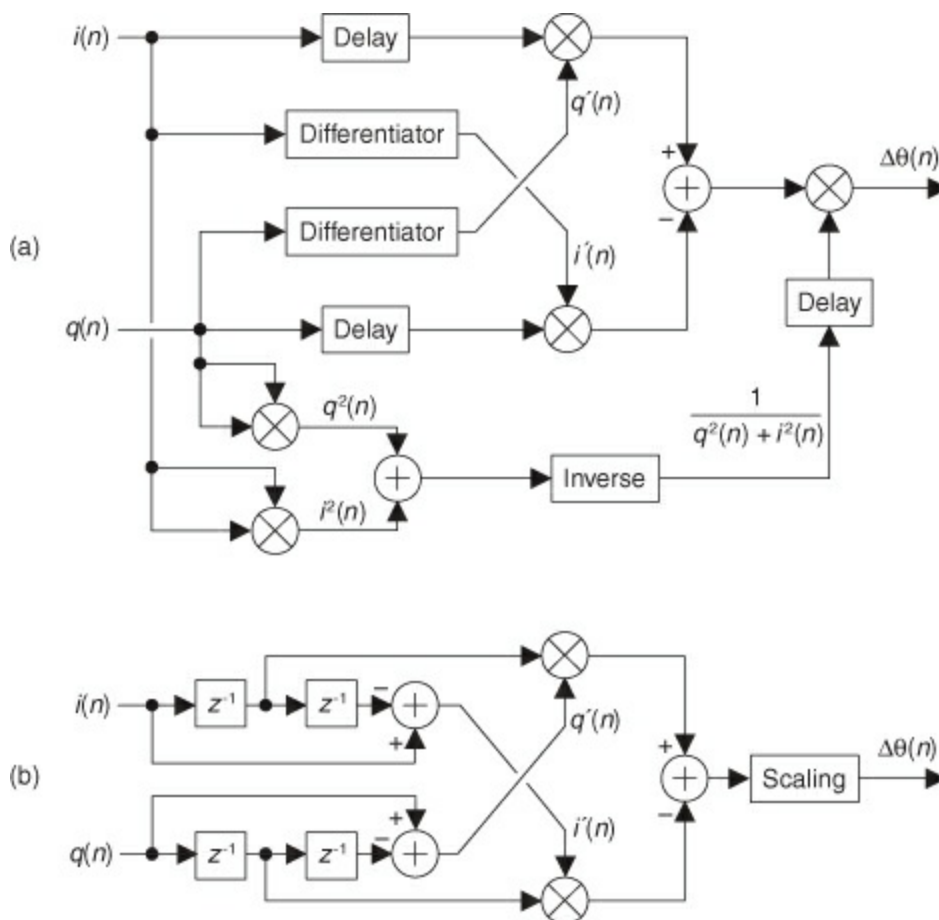 i(n)
Delay
q´(n)
Differentiator
+
Δθ(n)
Differentiator
–
(a)
i´(n)
Delay
q(n)
Delay
q²(n)
1
q²(n) + i²(n)
Inverse
i²(n)
i(n)
z⁻¹
z⁻¹
–
q´(n)
+
+
Δθ(n)
(b)
Scaling
+
–
i´(n)
q(n)
z⁻¹
z⁻¹
–